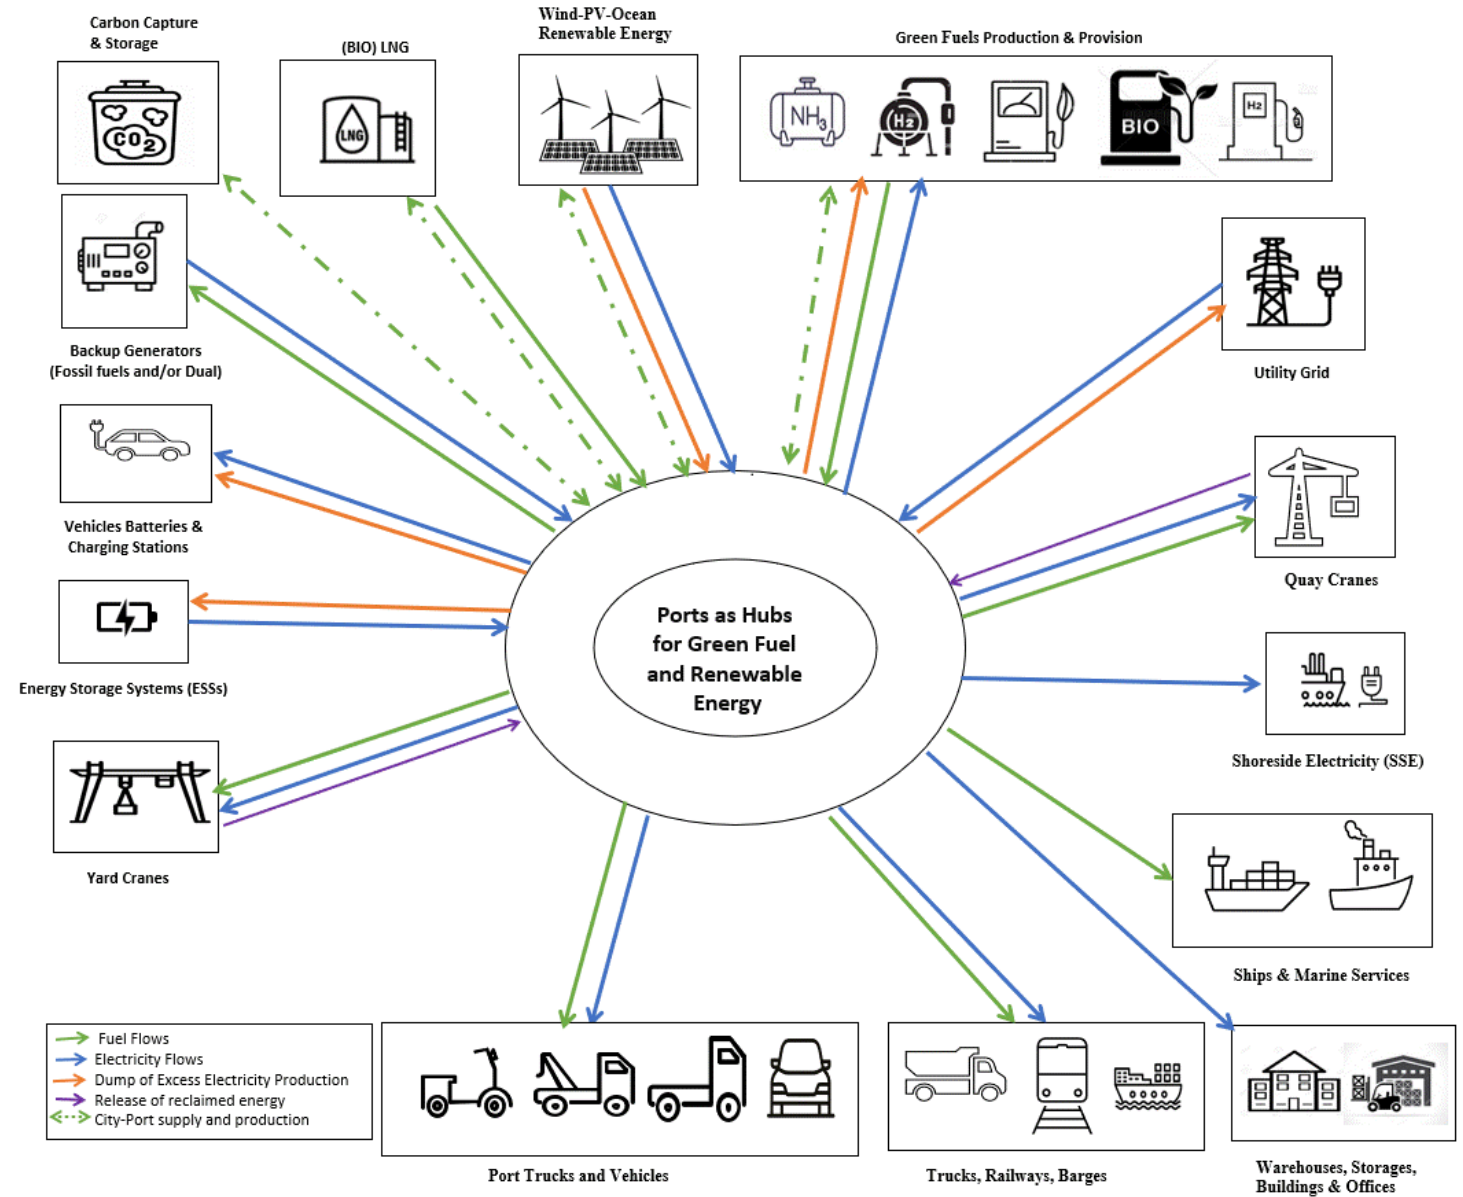 Carbon Capture
& Storage
(BIO) LNG
Wind-PV-Ocean
Renewable Energy
Green Fuels Production & Provision
CO2
LNG
NH3
H2
BIO
H2
Backup Generators
(Fossil fuels and/or Dual)
Utility Grid
Vehicles Batteries &
Charging Stations
Quay Cranes
Energy Storage Systems (ESSs)
Ports as Hubs
for Green Fuel
and Renewable
Energy
Shoreside Electricity (SSE)
Yard Cranes
Ships & Marine Services
Fuel Flows
Electricity Flows
Dump of Excess Electricity Production
Release of reclaimed energy
City-Port supply and production
Port Trucks and Vehicles
Trucks, Railways, Barges
Warehouses, Storages,
Buildings & Offices